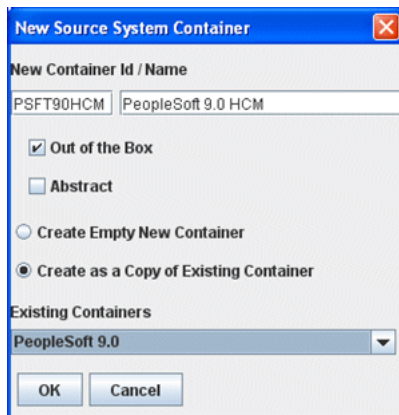 New Source System Container
New Container Id / Name
PSFT90HCM PeopleSoft 9.0 HCM
Out of the Box
Abstract
Create Empty New Container
Create as a Copy of Existing Container
Existing Containers
PeopleSoft 9.0
OK Cancel